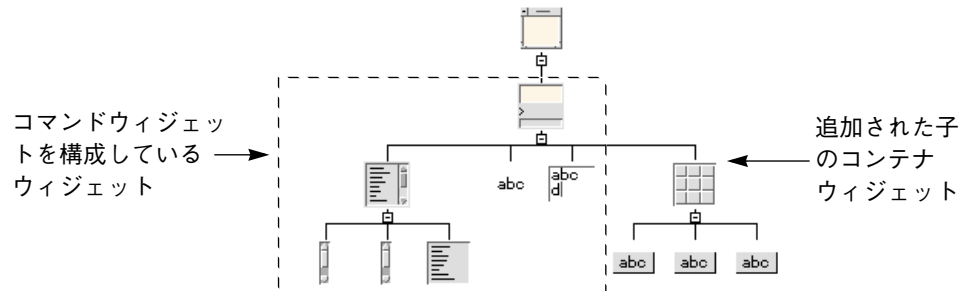 コマンドウィジェッ
トを構成している
ウィジェット
追加された子
のコンテナ
ウィジェット
>
abc
abc
d
abc
abc
abc